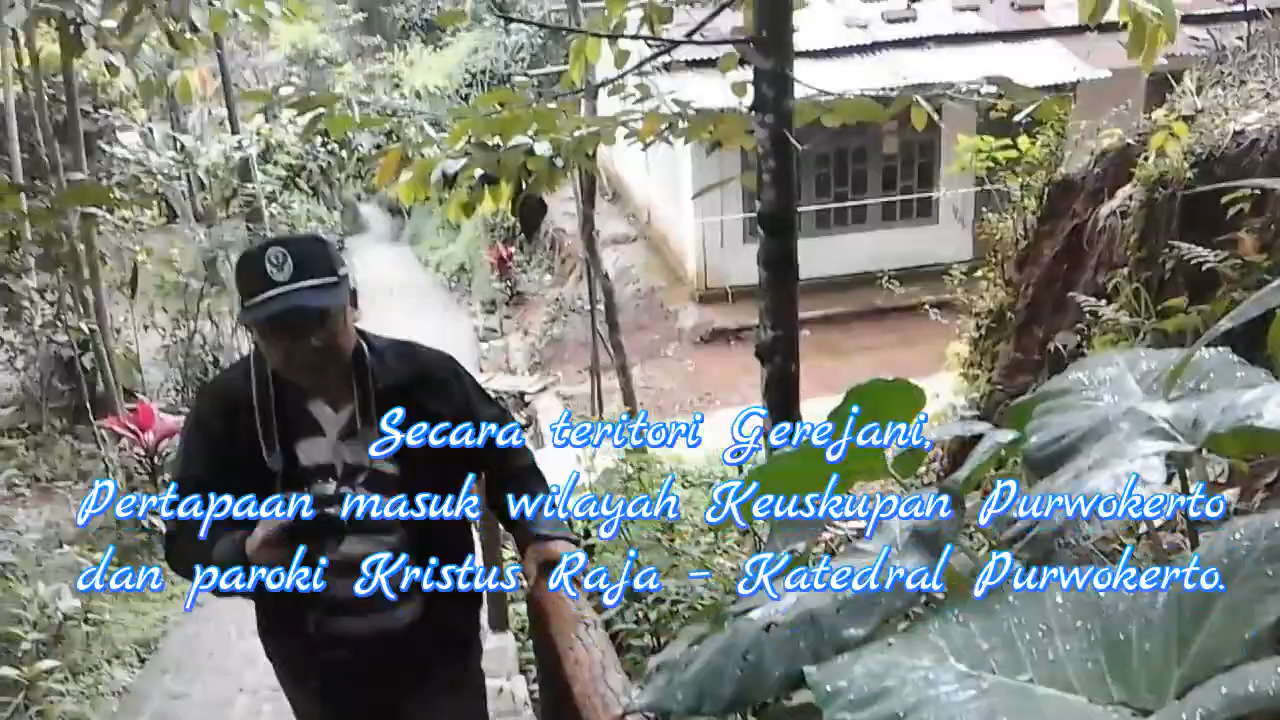 Secara teritori Gerejani,
Pertapaan masuk wilayah Keuskupan Purwokerto
dan paroki Kristus Raja - Katedral Purwokerto.